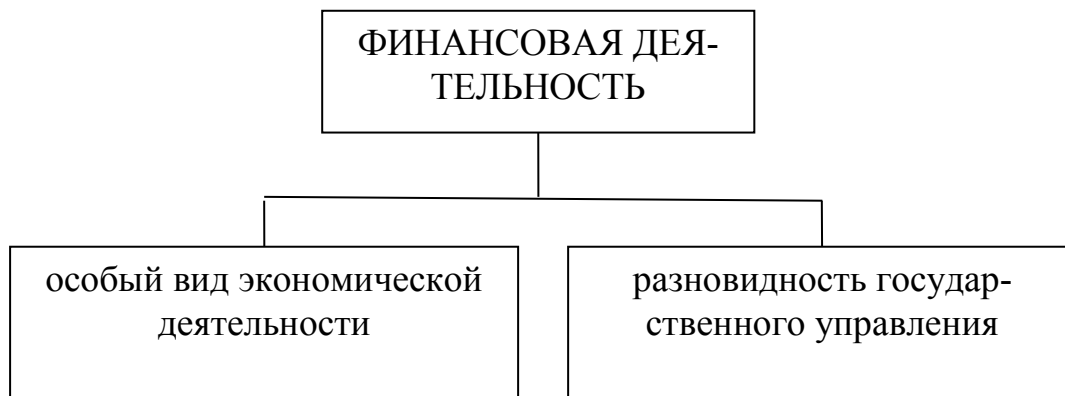 ФИНАНСОВАЯ ДЕЯ-
ТЕЛЬНОСТЬ
особый вид экономической
деятельности
разновидность государ-
ственного управления